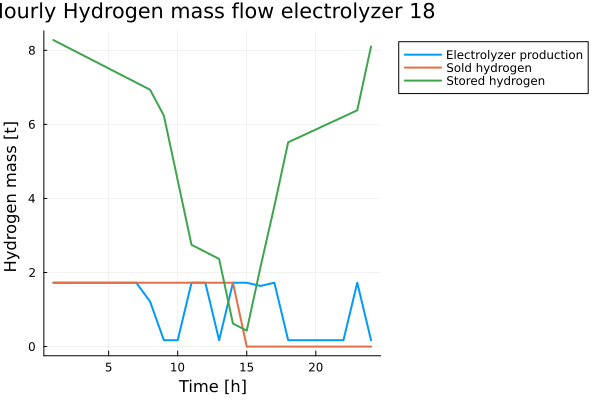 Hourly Hydrogen mass flow electrolyzer 18
Electrolyzer production
Sold hydrogen
Stored hydrogen
Hydrogen mass [t]
8
6
4
2
0
5
10
15
20
Time [h]